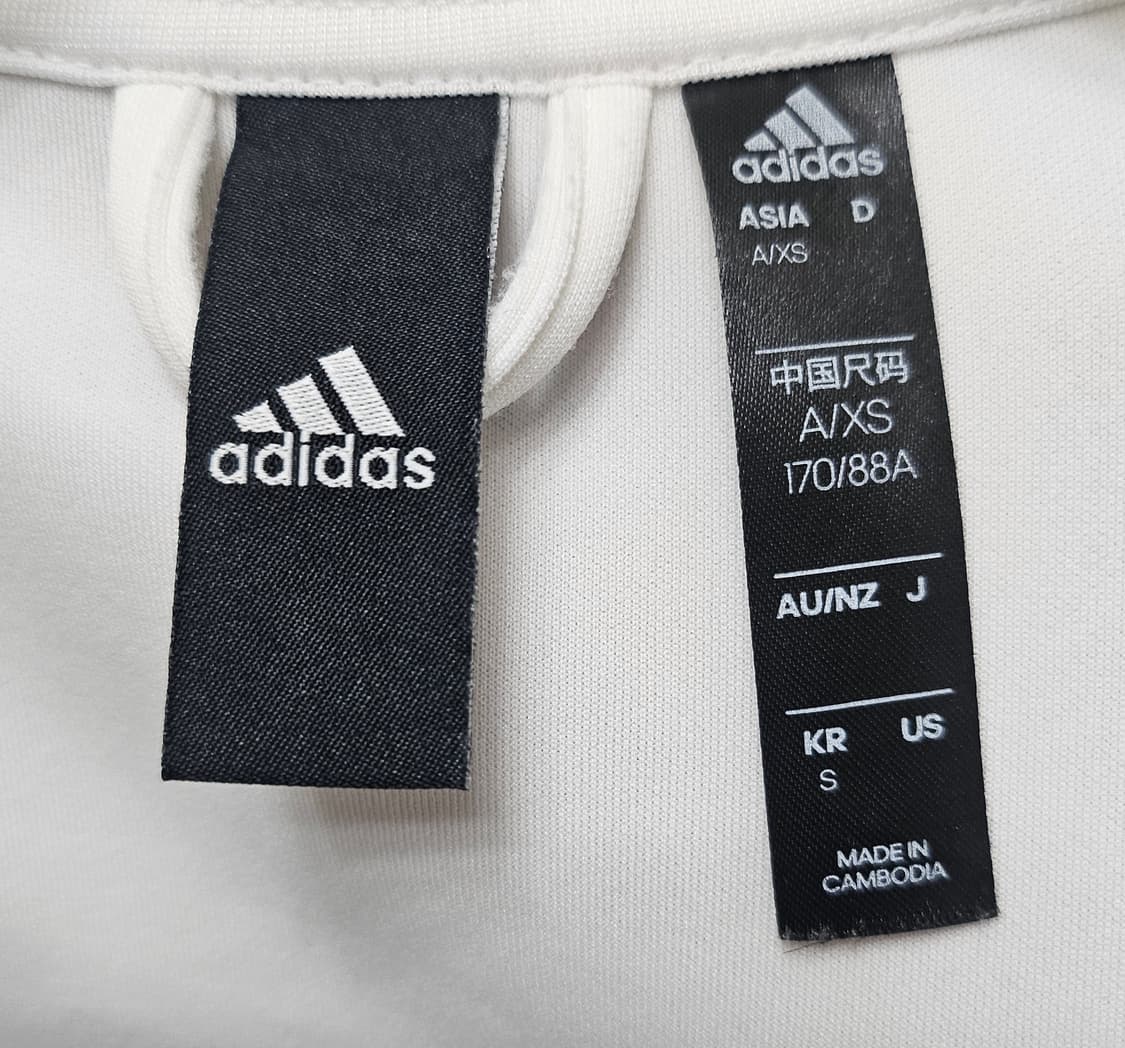 adidas
adidas
ASIA D
A/XS
中国尺码
A/XS
170/88A
AU/NZ J
KR US
S
MADE IN
CAMBODIA